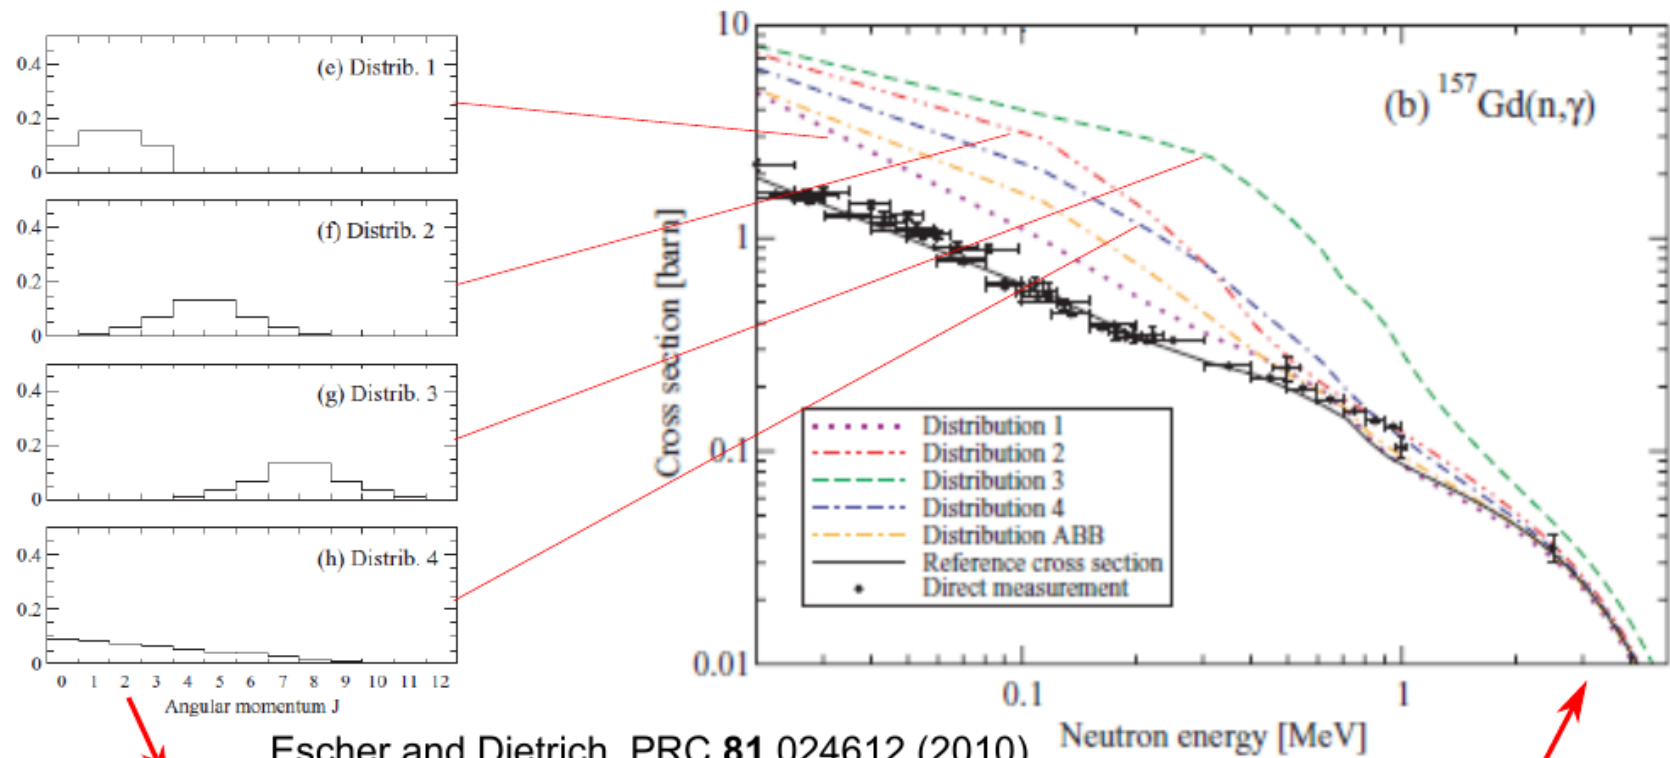 (e) Distrib. 1
0.4
0.2
0
(f) Distrib. 2
0.4
0.2
0
(g) Distrib. 3
0.4
0.2
0
(h) Distrib. 4
0.4
0.2
0
0 1 2 3 4 5 6 7 8 9 10 11 12
Angular momentum J
10
1
0.1
0.01
Cross section [barn]
(b) 157Gd(n,γ)
Distribution 1
Distribution 2
Distribution 3
Distribution 4
Distribution ABB
Reference cross section
Direct measurement
0.1 1
Neutron energy [MeV]
Escher and Dietrich, PRC 81 024612 (2010)